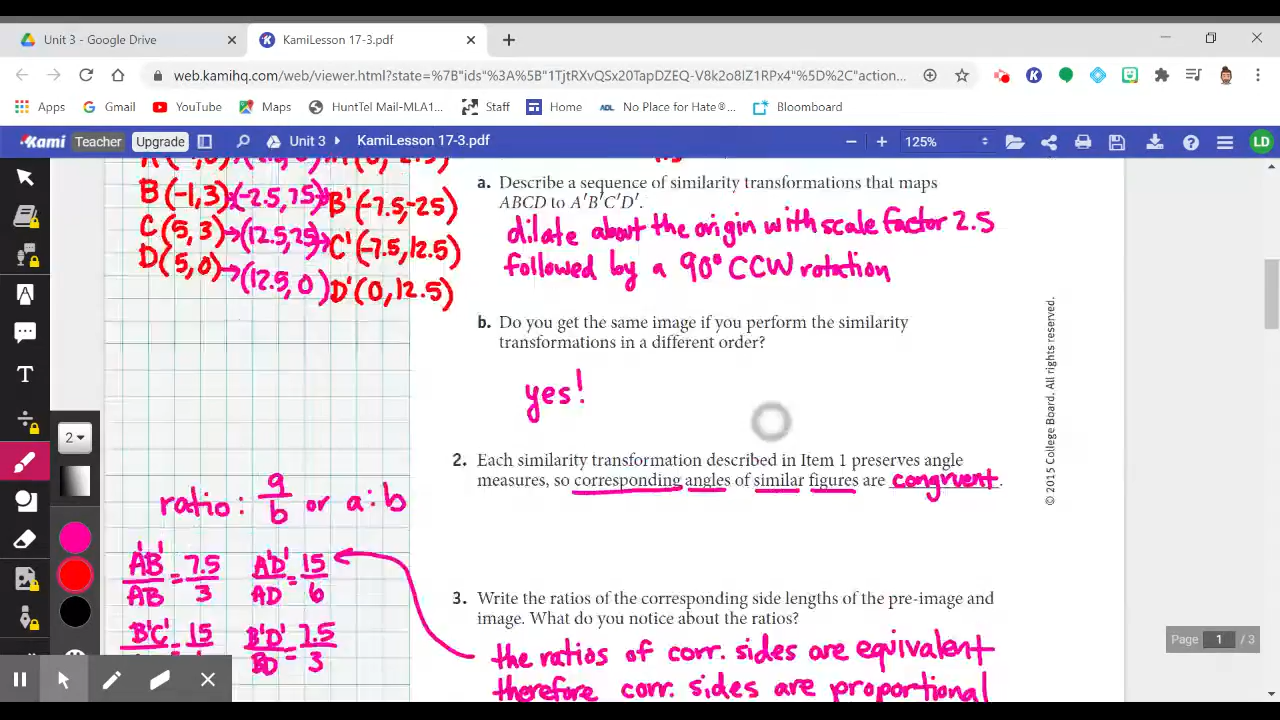 Unit 3 - Google Drive
KamiLesson 17-3.pdf
web.kamihq.com/web/viewer.html?state=%7B"ids"%3A%5B"1TjtRXvQSx20TapDZEQ-V8k2o8IZ1RPx4"%5D%2C"action...
Apps
Gmail
YouTube
Maps
HuntTel Mail-MLA1...
Staff
Home
ADL No Place for Hate®...
Bloomboard
Kami
Teacher
Upgrade
Unit 3
KamiLesson 17-3.pdf
125%
LD
B(-1,3)→(-2.5,7.5)→B'(-7.5,-2.5)
C(5,3)→(12.5,7.5)→C'(-7.5,12.5)
D(5,0)→(12.5,0) D'(0,12.5)
a. Describe a sequence of similarity transformations that maps
ABCD to A'B'C'D'.
dilate about the origin with scale factor 2.5
followed by a 90° CCW rotation
b. Do you get the same image if you perform the similarity
transformations in a different order?
yes!
2. Each similarity transformation described in Item 1 preserves angle
measures, so corresponding angles of similar figures are congruent.
© 2015 College Board. All rights reserved.
2
ratio: a/b or a:b
A'B'/AB = 7.5/3 A'D'/AD = 15/6
B'C' = 15 B'D'/BD = 7.5/3
3. Write the ratios of the corresponding side lengths of the pre-image and
image. What do you notice about the ratios?
the ratios of corr. sides are equivalent
therefore corr. sides are proportional
Page 1 / 3